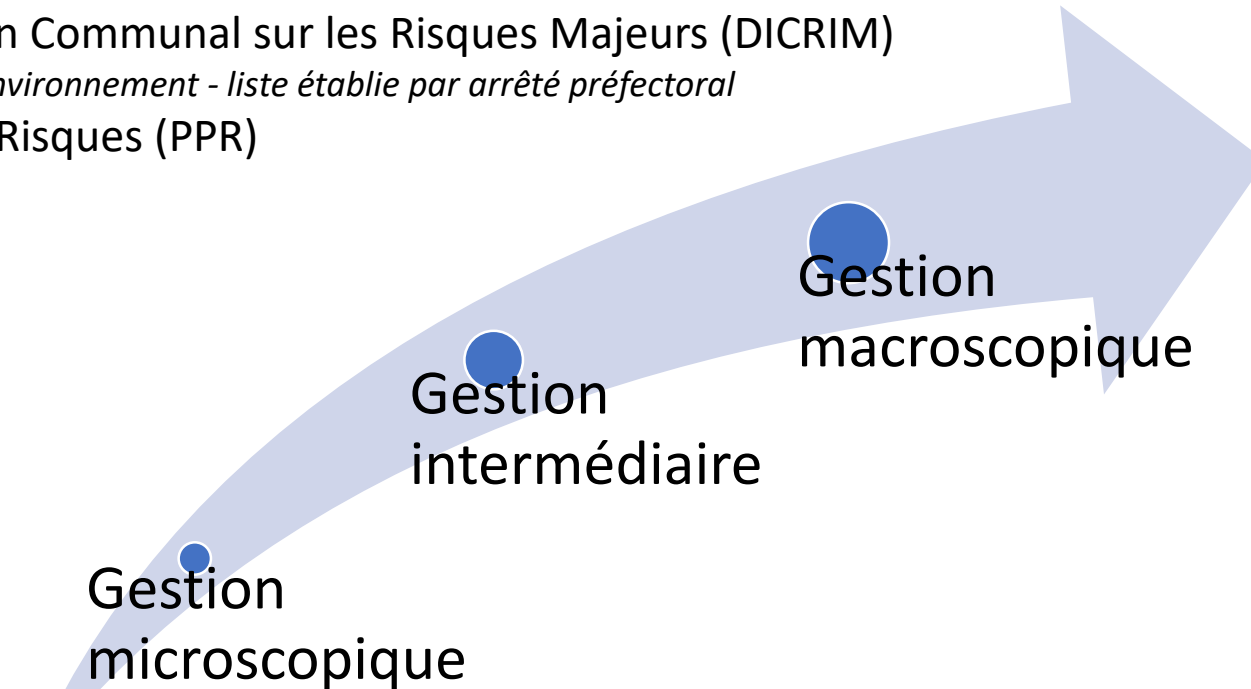 n Communal sur les Risques Majeurs (DICRIM)
nvironnement - liste établie par arrêté préfectoral
Risques (PPR)
Gestion
macroscopique
Gestion
intermédiaire
Gestion
microscopique